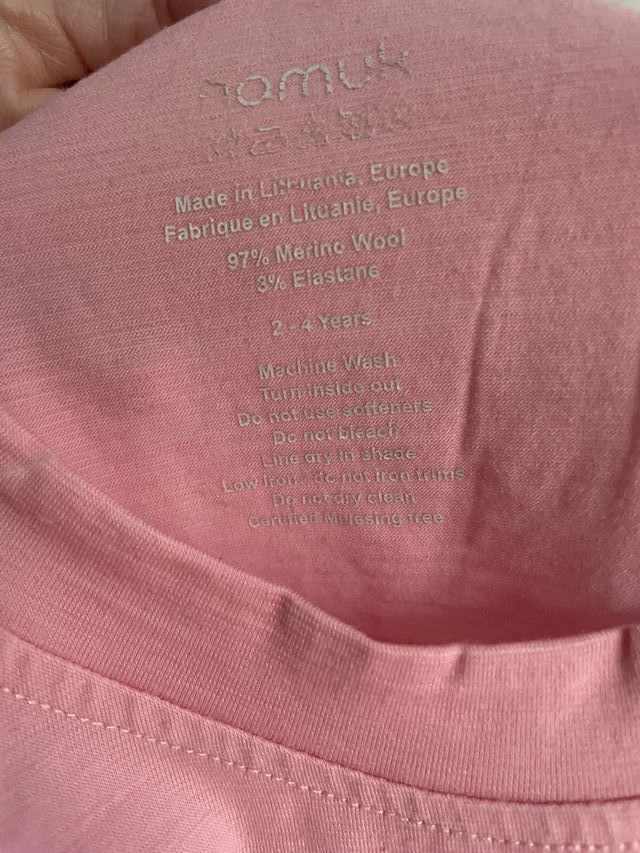 Made in Lithuania, Europe
Fabrique en Lituanie, Europe
97% Merino Wool
3% Elastane
2 - 4 Years
Machine Wash
Turn inside out
Do not use softeners
Do not bleach
Line dry in shade
Low iron do not iron trims
Do not dry clean
Certified Mulesing free